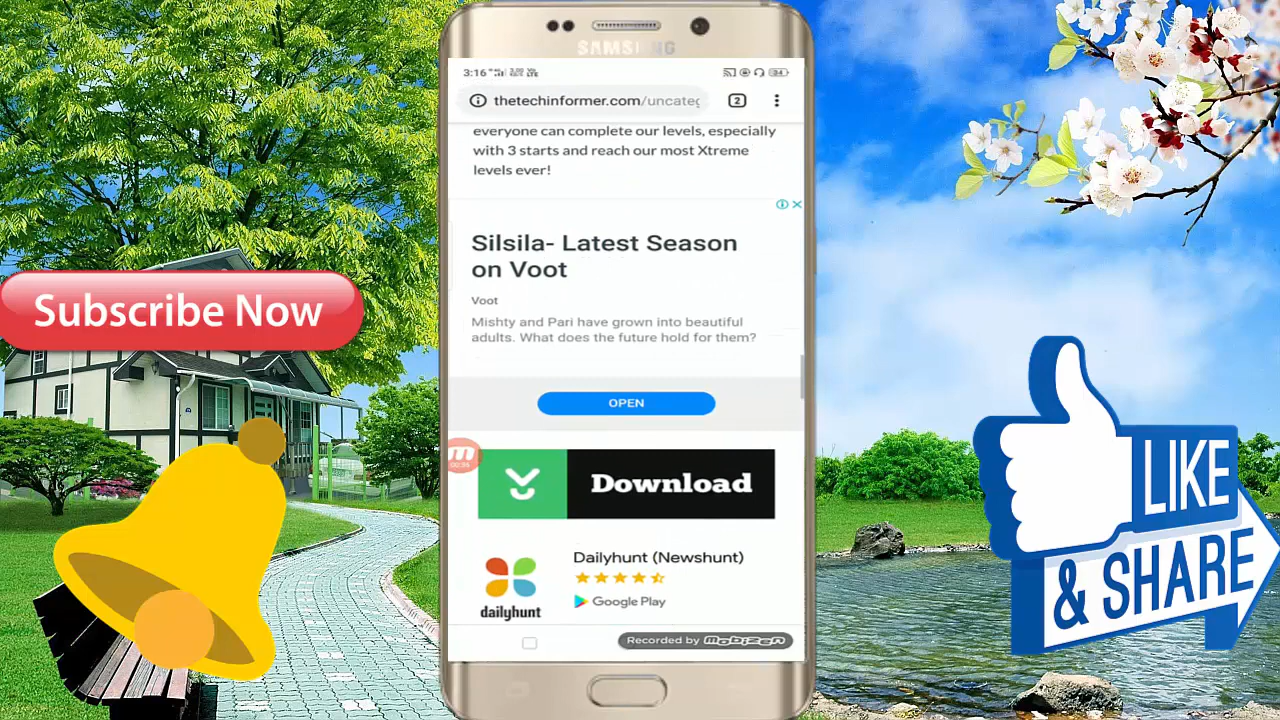 SAMSUNG
3:16
34
thetechinformer.com/uncateg
2
everyone can complete our levels, especially
with 3 starts and reach our most Xtreme
levels ever!
Silsila- Latest Season
on Voot
Voot
Mishty and Pari have grown into beautiful
adults. What does the future hold for them?
OPEN
Download
Dailyhunt (Newshunt)
Google Play
dailyhunt
Recorded by mobizen
m
00:36
Subscribe Now
LIKE
& SHARE